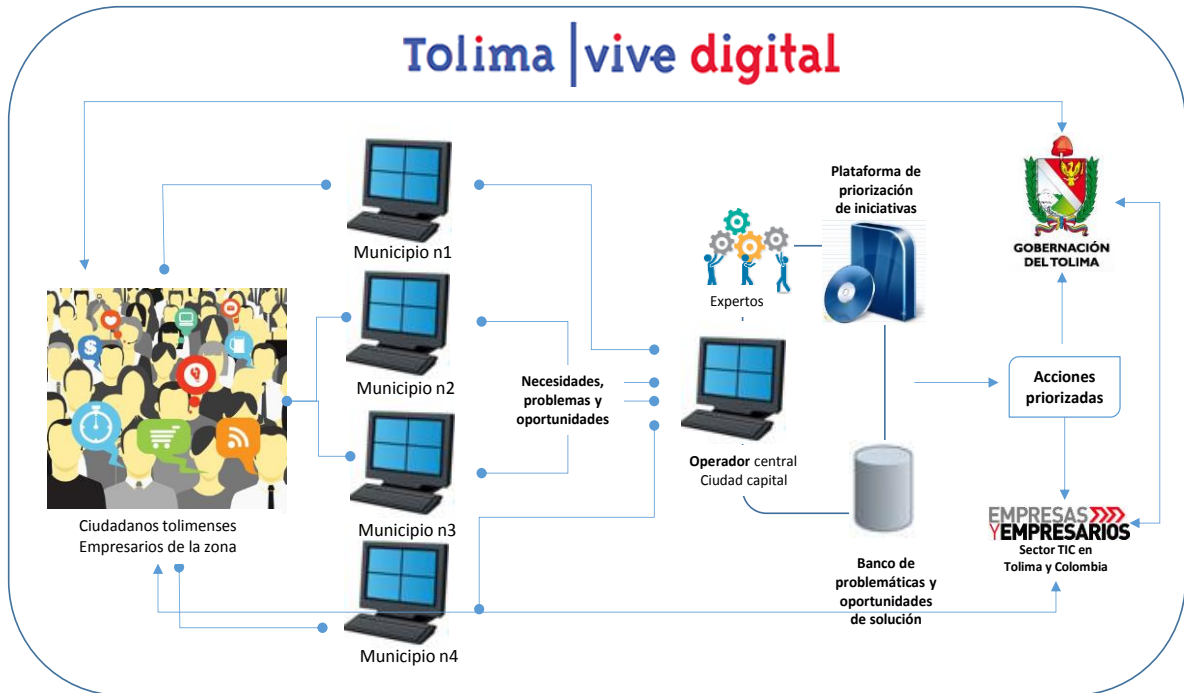 Tolima | vive digital
Municipio n1
Municipio n2
Municipio n3
Municipio n4
Ciudadanos tolimenses
Empresarios de la zona
Necesidades,
problemas y
oportunidades
Expertos
Plataforma de
priorización
de iniciativas
Operador central
Ciudad capital
Banco de
problemáticas y
oportunidades
de solución
GOBERNACIÓN
DEL TOLIMA
Acciones
priorizadas
EMPRESAS
Y EMPRESARIOS
Sector TIC en
Tolima y Colombia